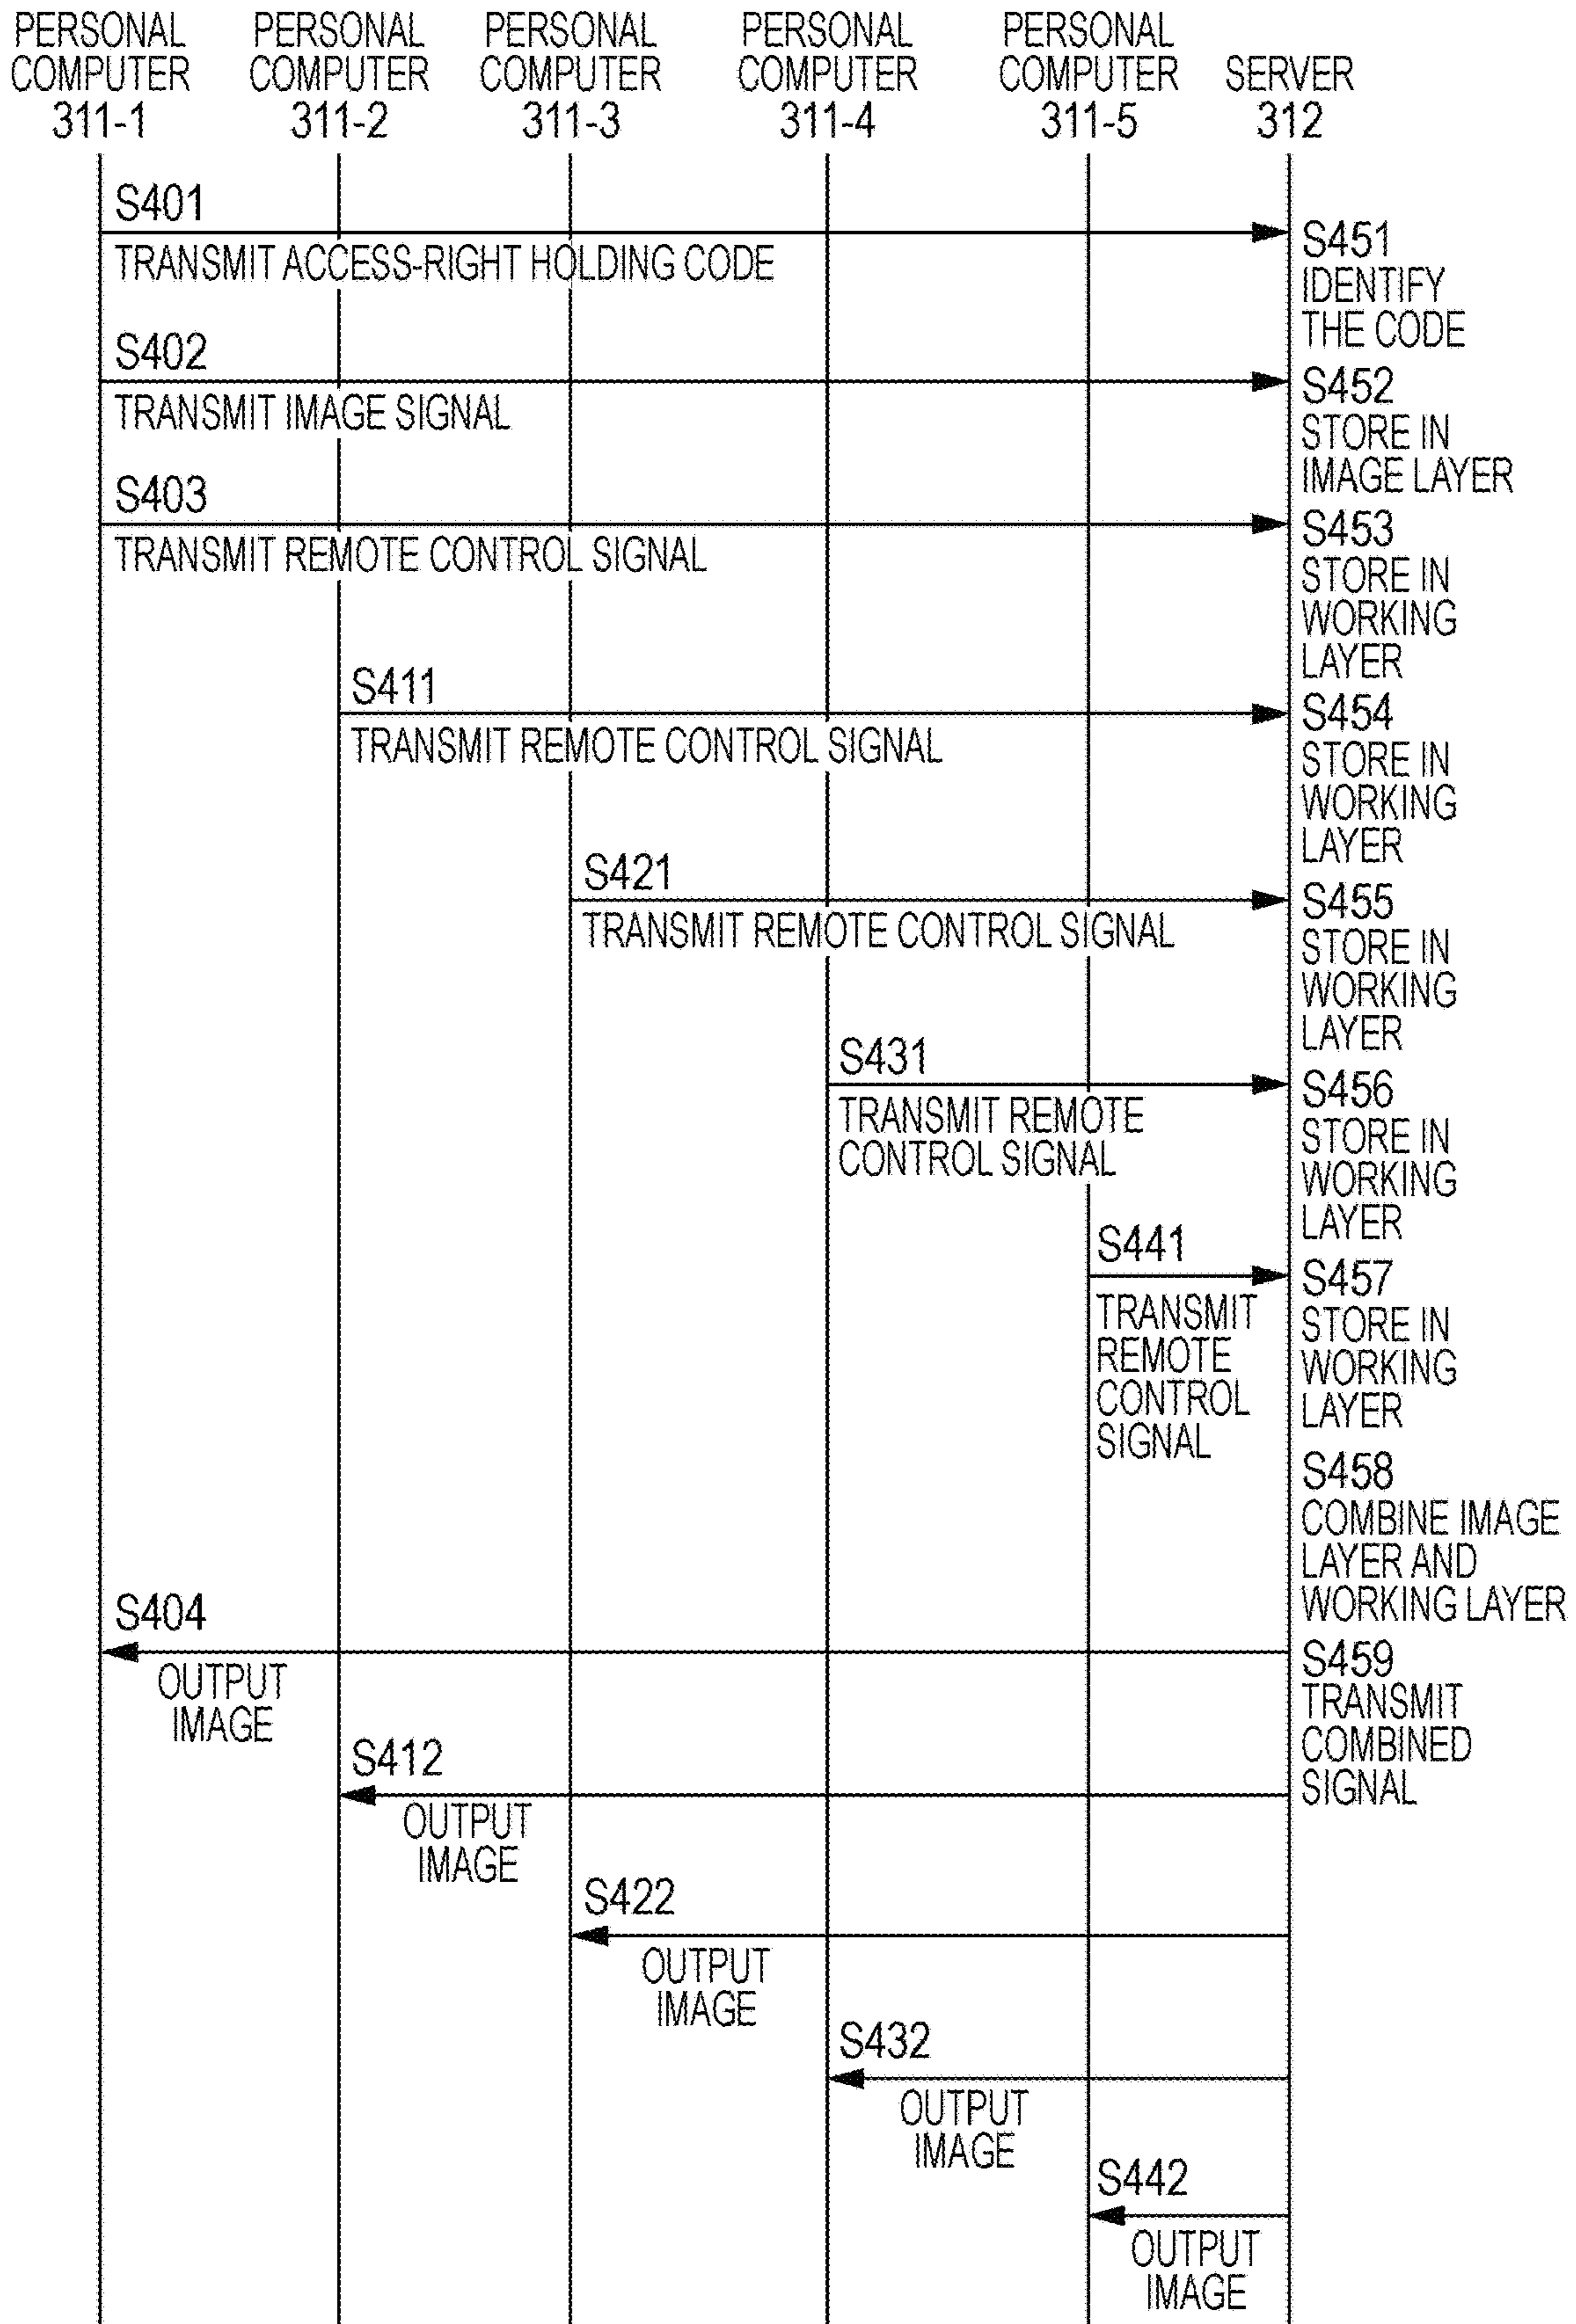 PERSONAL
COMPUTER
311-1
PERSONAL
COMPUTER
311-2
PERSONAL
COMPUTER
311-3
PERSONAL
COMPUTER
311-4
PERSONAL
COMPUTER
311-5
SERVER
312
S401
TRANSMIT ACCESS-RIGHT HOLDING CODE
S451
IDENTIFY
THE CODE
S402
TRANSMIT IMAGE SIGNAL
S452
STORE IN
IMAGE LAYER
S403
TRANSMIT REMOTE CONTROL SIGNAL
S453
STORE IN
WORKING
LAYER
S411
TRANSMIT REMOTE CONTROL SIGNAL
S454
STORE IN
WORKING
LAYER
S421
TRANSMIT REMOTE CONTROL SIGNAL
S455
STORE IN
WORKING
LAYER
S431
TRANSMIT REMOTE
CONTROL SIGNAL
S456
STORE IN
WORKING
LAYER
S441
TRANSMIT
REMOTE
CONTROL
SIGNAL
S457
STORE IN
WORKING
LAYER
S458
COMBINE IMAGE
LAYER AND
WORKING LAYER
S404
OUTPUT
IMAGE
S459
TRANSMIT
COMBINED
SIGNAL
S412
OUTPUT
IMAGE
S422
OUTPUT
IMAGE
S432
OUTPUT
IMAGE
S442
OUTPUT
IMAGE